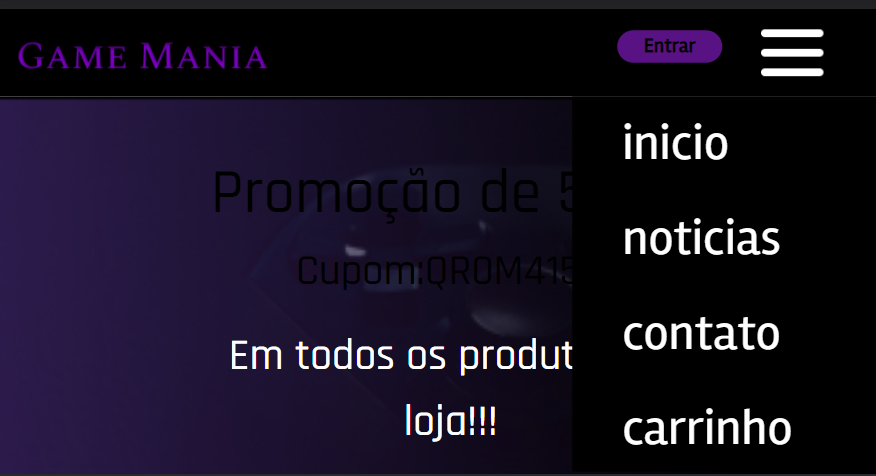 GAME MANIA
Entrar
inicio
Promoção de 5
noticias
Cupom:QROM415
contato
Em todos os produt
loja!!!
carrinho